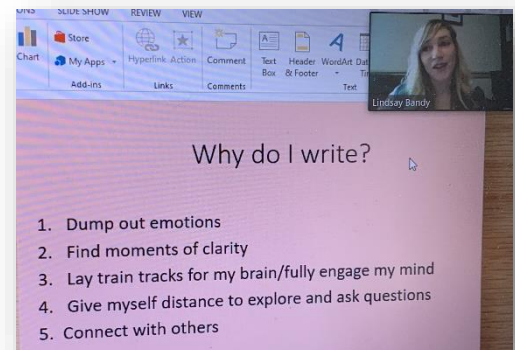 SLIDE SHOW REVIEW VIEW
Store
My Apps
Chart
Hyperlink Action
Comment
Text Box
Header & Footer
WordArt
Add-ins
Links
Comments
Text
Lindsay Bandy
Why do I write?
1. Dump out emotions
2. Find moments of clarity
3. Lay train tracks for my brain/fully engage my mind
4. Give myself distance to explore and ask questions
5. Connect with others